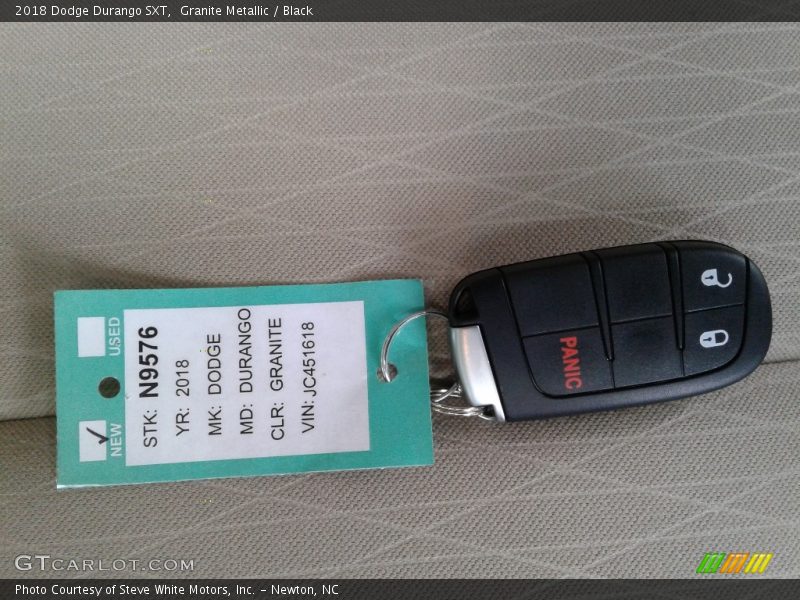 2018 Dodge Durango SXT,  Granite Metallic / Black
USED
NEW
STK: N9576
YR: 2018
MK: DODGE
MD: DURANGO
CLR: GRANITE
VIN: JC451618
PANIC
GTCARLOT.COM
Photo Courtesy of Steve White Motors, Inc. – Newton, NC